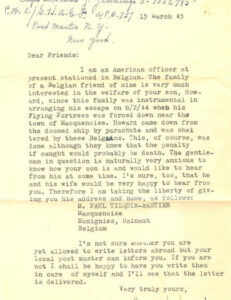 Jennings O-1002796
P.M.D. S.H.A.E.F. A.P.O. 757
15 March 45
Post Master N.Y.
New York
Dear Friends:
I am an American officer at
present stationed in Belgium. The family
of a Belgian friend of mine is very much
interested in the welfare of your son, How-
ard, since this family was instrumental in
arranging his escape on 8/2/44 when his
Flying Fortress was forced down near the
town of Macquenoise. Howard came down from
the doomed ship by parachute and was shel
tered by these Belgians. This, of course, was
done although they knew that the penalty
if caught would probably be death. The gentle-
man in question is naturally very anxious to
know how your son is and would like to hear
from his at some time. I'm sure, too, that he
and his wife would be very happy to hear from
you. Therefore I am taking the liberty of giv-
ing you his address and name, as follows:
M. PAUL TILQUIN-BASTIEN
Macquenoise
Momignies, Hainaut
Belgium
I'm not sure whether you are
yet allowed to write letters abroad but your
local post master can inform you. If you are
not I shall be happy to have you write them
in care of myself and I'll see that the letter
is delivered.
Very truly yours,